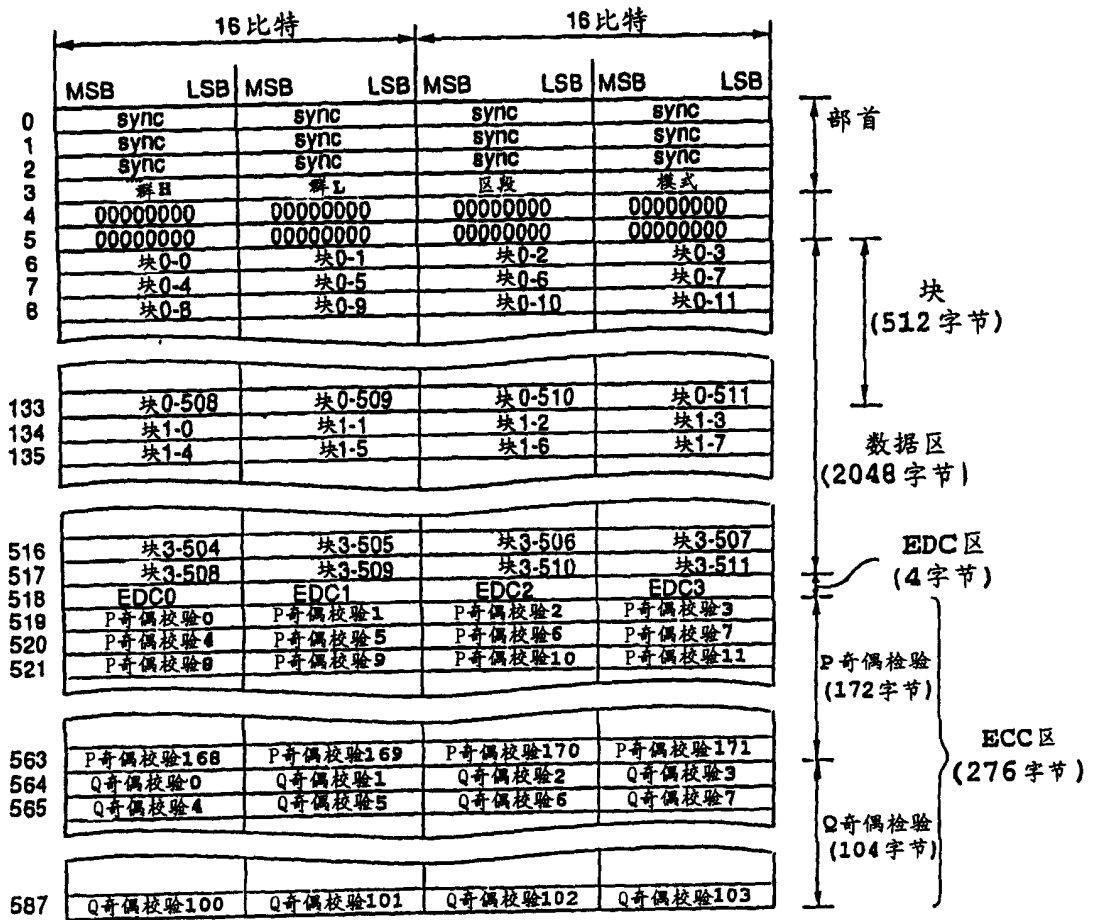 16比特 16比特
MSB LSB MSB LSB MSB LSB MSB LSB
0 sync sync sync sync
部首
1 sync sync sync sync
2 sync sync sync sync
3 群H 群L 区段 模式
4 00000000 00000000 00000000 00000000
5 00000000 00000000 00000000 00000000
6 块0-0 块0-1 块0-2 块0-3
7 块0-4 块0-5 块0-6 块0-7
8 块0-8 块0-9 块0-10 块0-11
块
(512字节)
133 块0-508 块0-509 块0-510 块0-511
134 块1-0 块1-1 块1-2 块1-3
135 块1-4 块1-5 块1-6 块1-7
数据区
(2048字节)
516 块3-504 块3-505 块3-506 块3-507
517 块3-508 块3-509 块3-510 块3-511
EDC区
(4字节)
518 EDC0 EDC1 EDC2 EDC3
519 P奇偶校验0 P奇偶校验1 P奇偶校验2 P奇偶校验3
520 P奇偶校验4 P奇偶校验5 P奇偶校验6 P奇偶校验7
521 P奇偶校验8 P奇偶校验9 P奇偶校验10 P奇偶校验11
P奇偶检验
(172字节)
563 P奇偶校验168 P奇偶校验169 P奇偶校验170 P奇偶校验171
564 Q奇偶校验0 Q奇偶校验1 Q奇偶校验2 Q奇偶校验3
565 Q奇偶校验4 Q奇偶校验5 Q奇偶校验6 Q奇偶校验7
ECC区
(276字节)
Q奇偶检验
(104字节)
587 Q奇偶校验100 Q奇偶校验101 Q奇偶校验102 Q奇偶校验103